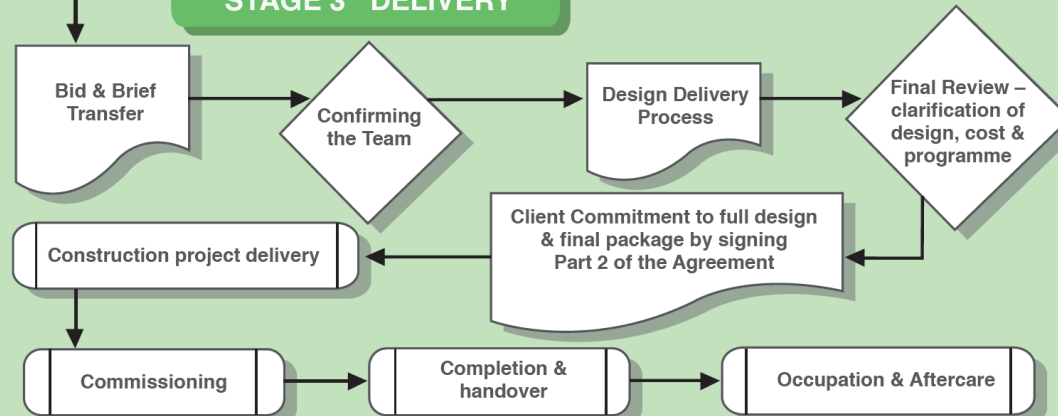 STAGE 3 DELIVERY
Bid & Brief
Transfer
Confirming
the Team
Design Delivery
Process
Final Review –
clarification of
design, cost &
programme
Client Commitment to full design
& final package by signing
Part 2 of the Agreement
Construction project delivery
Commissioning
Completion &
handover
Occupation & Aftercare